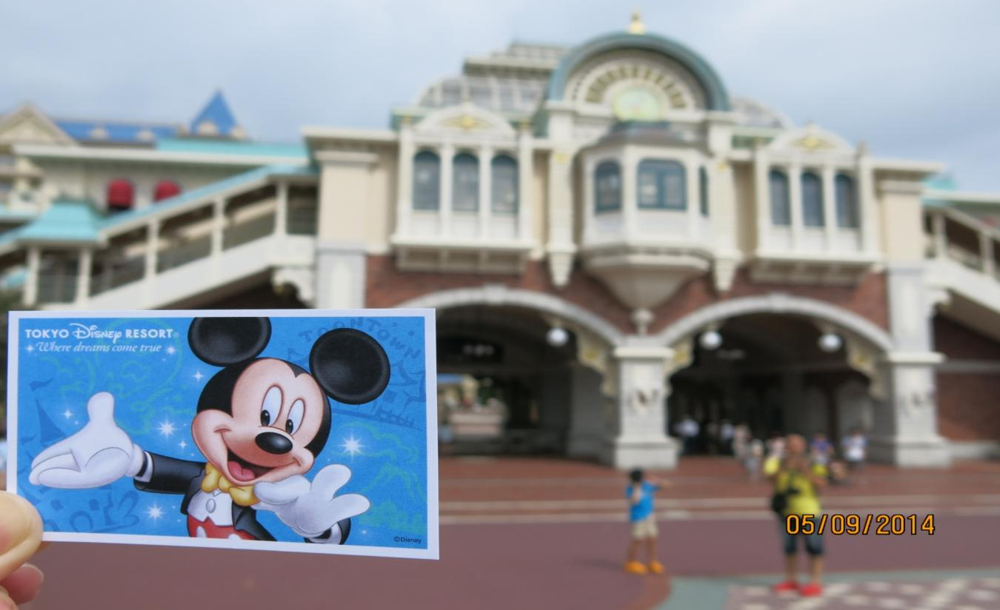 TOKYO Disney RESORT®
Where dreams come true
TOONTOWN
©Disney
05/09/2014